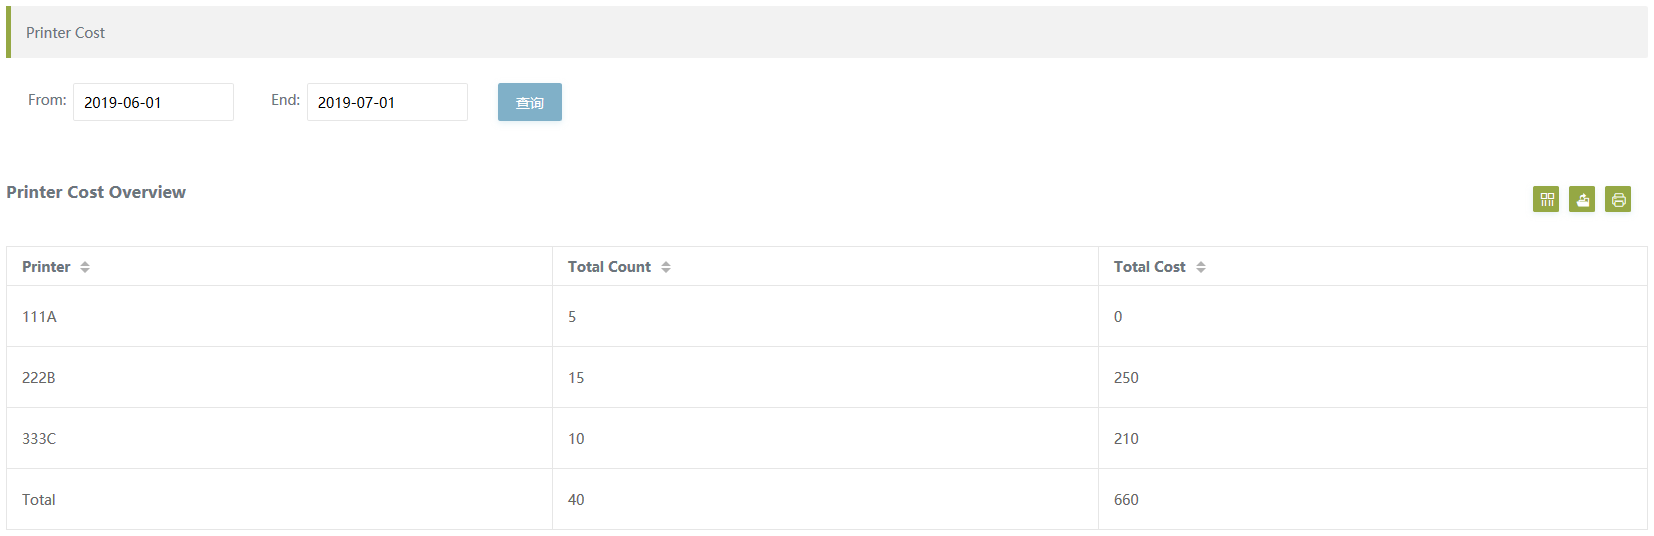 Printer Cost
From: 2019-06-01 End: 2019-07-01 查询
Printer Cost Overview
Printer Total Count Total Cost
111A 5 0
222B 15 250
333C 10 210
Total 40 660